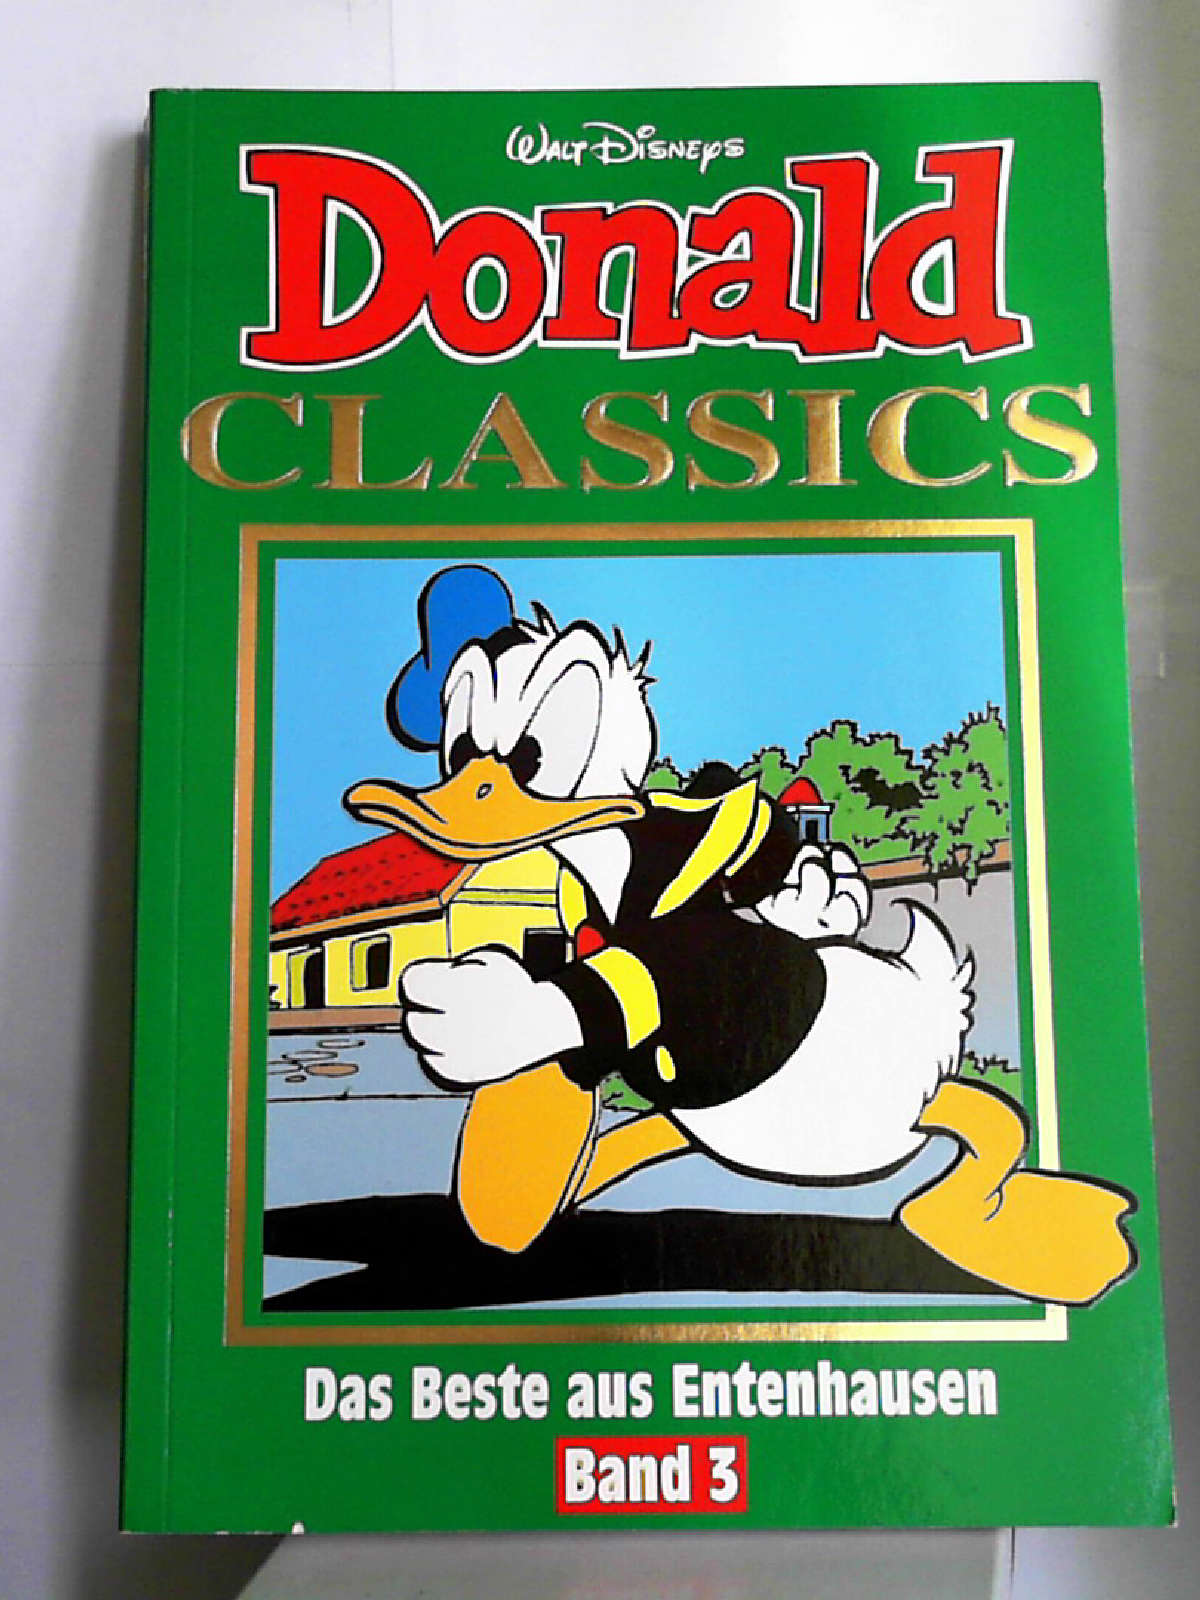 WALT DISNEYS
Donald
CLASSICS
Das Beste aus Entenhausen
Band 3